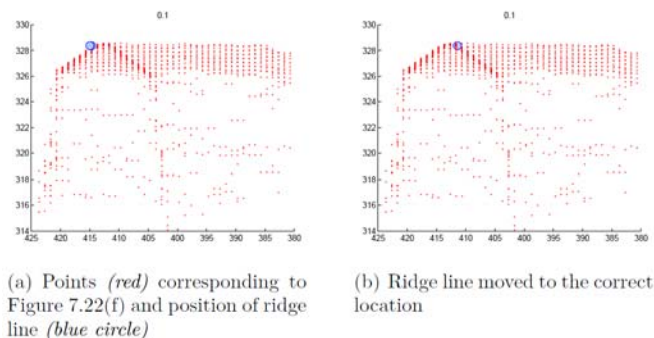 0.1
330
328
326
324
322
320
318
316
314
425 420 415 410 405 400 395 390 385 380
0.1
330
328
326
324
322
320
318
316
314
425 420 415 410 405 400 395 390 385 380
(a) Points (red) corresponding to
Figure 7.22(f) and position of ridge
line (blue circle)
(b) Ridge line moved to the correct
location